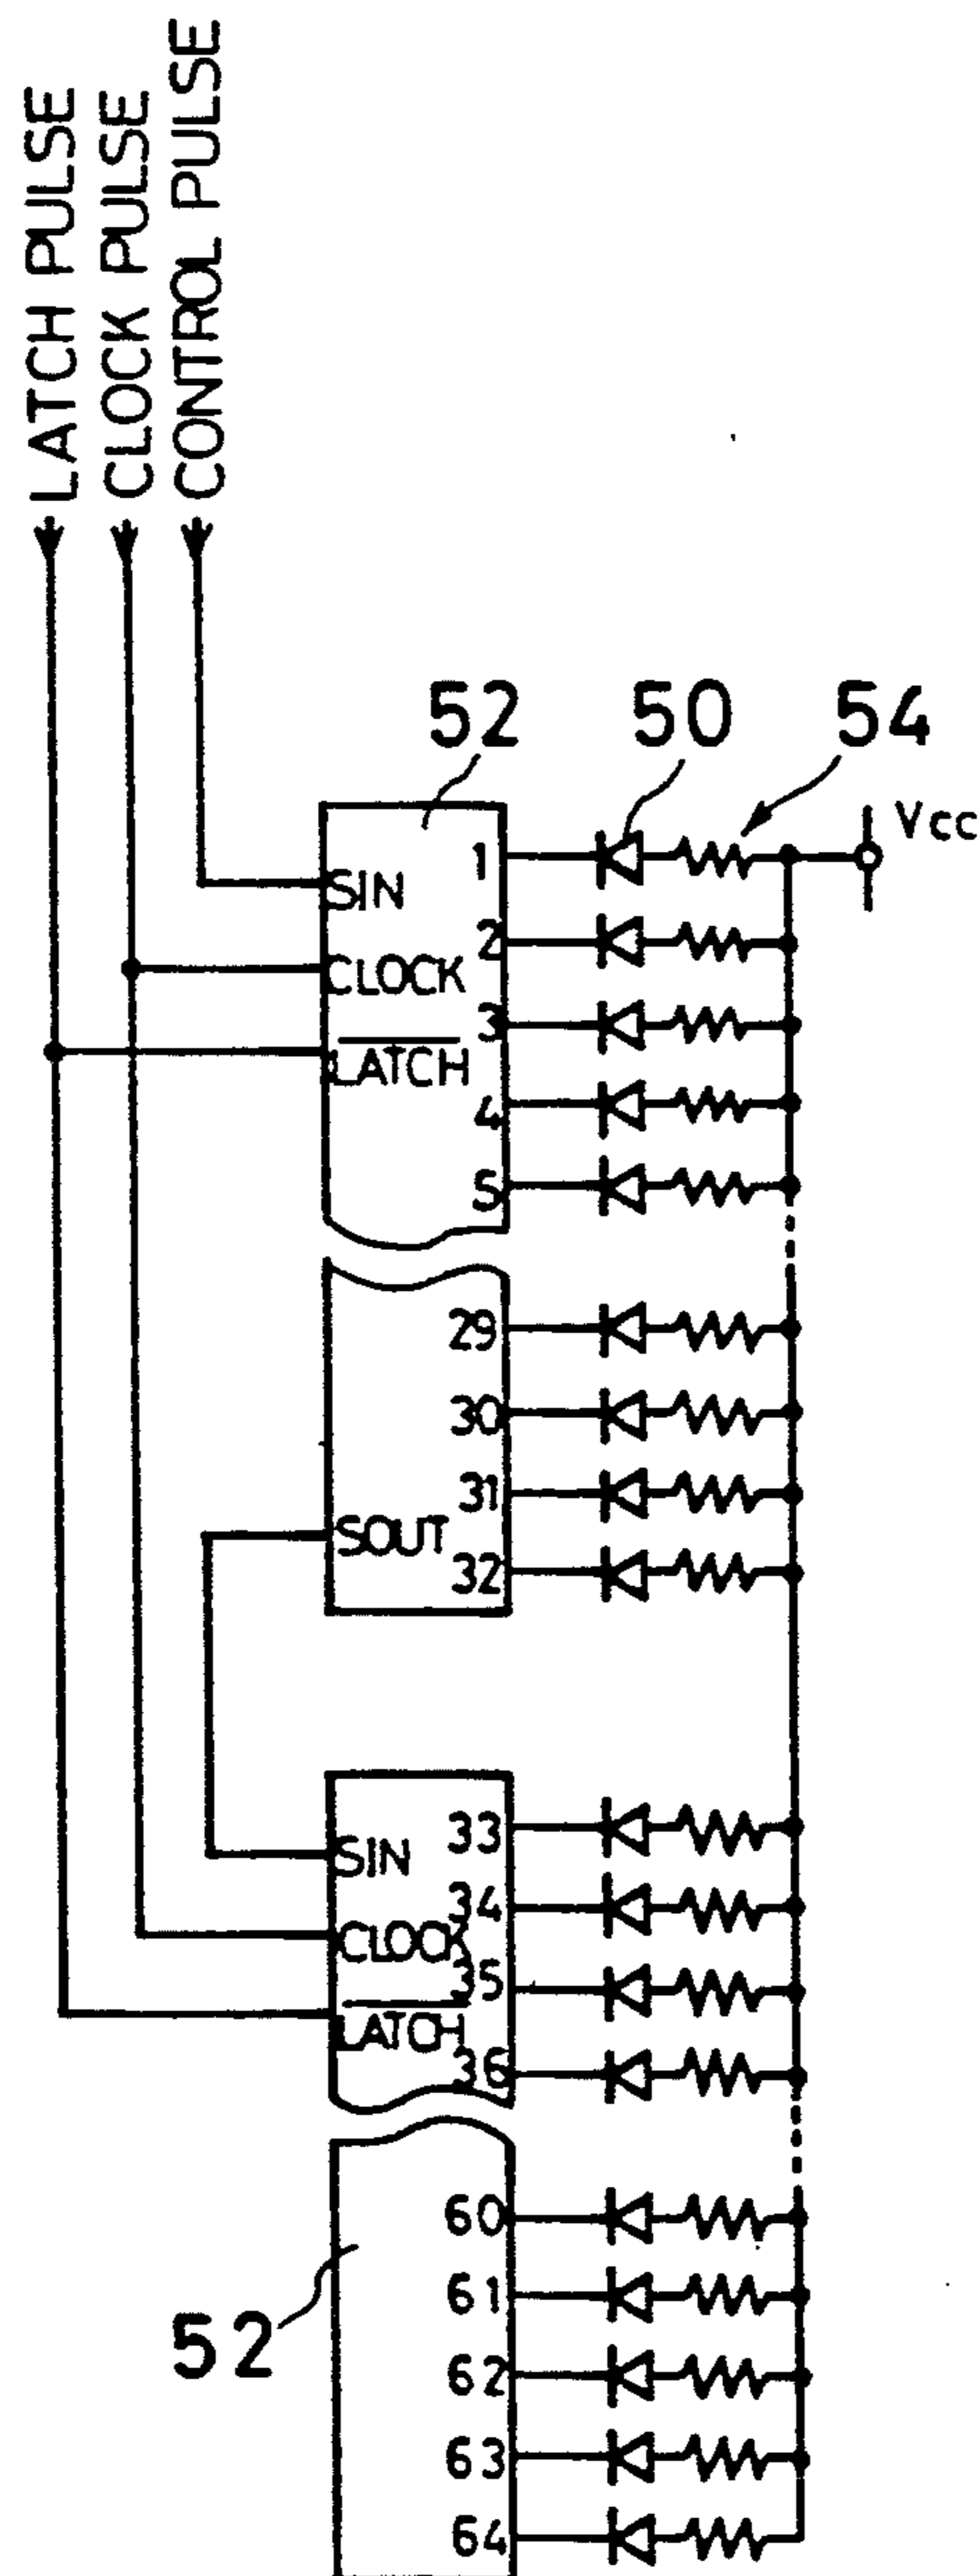 LATCH PULSE
CLOCK PULSE
CONTROL PULSE
52
50
54
Vcc
1
SIN
2
CLOCK
3
LATCH
4
5
29
30
31
SOUT
32
33
SIN
34
CLOCK
35
LATCH
36
60
61
52
62
63
64